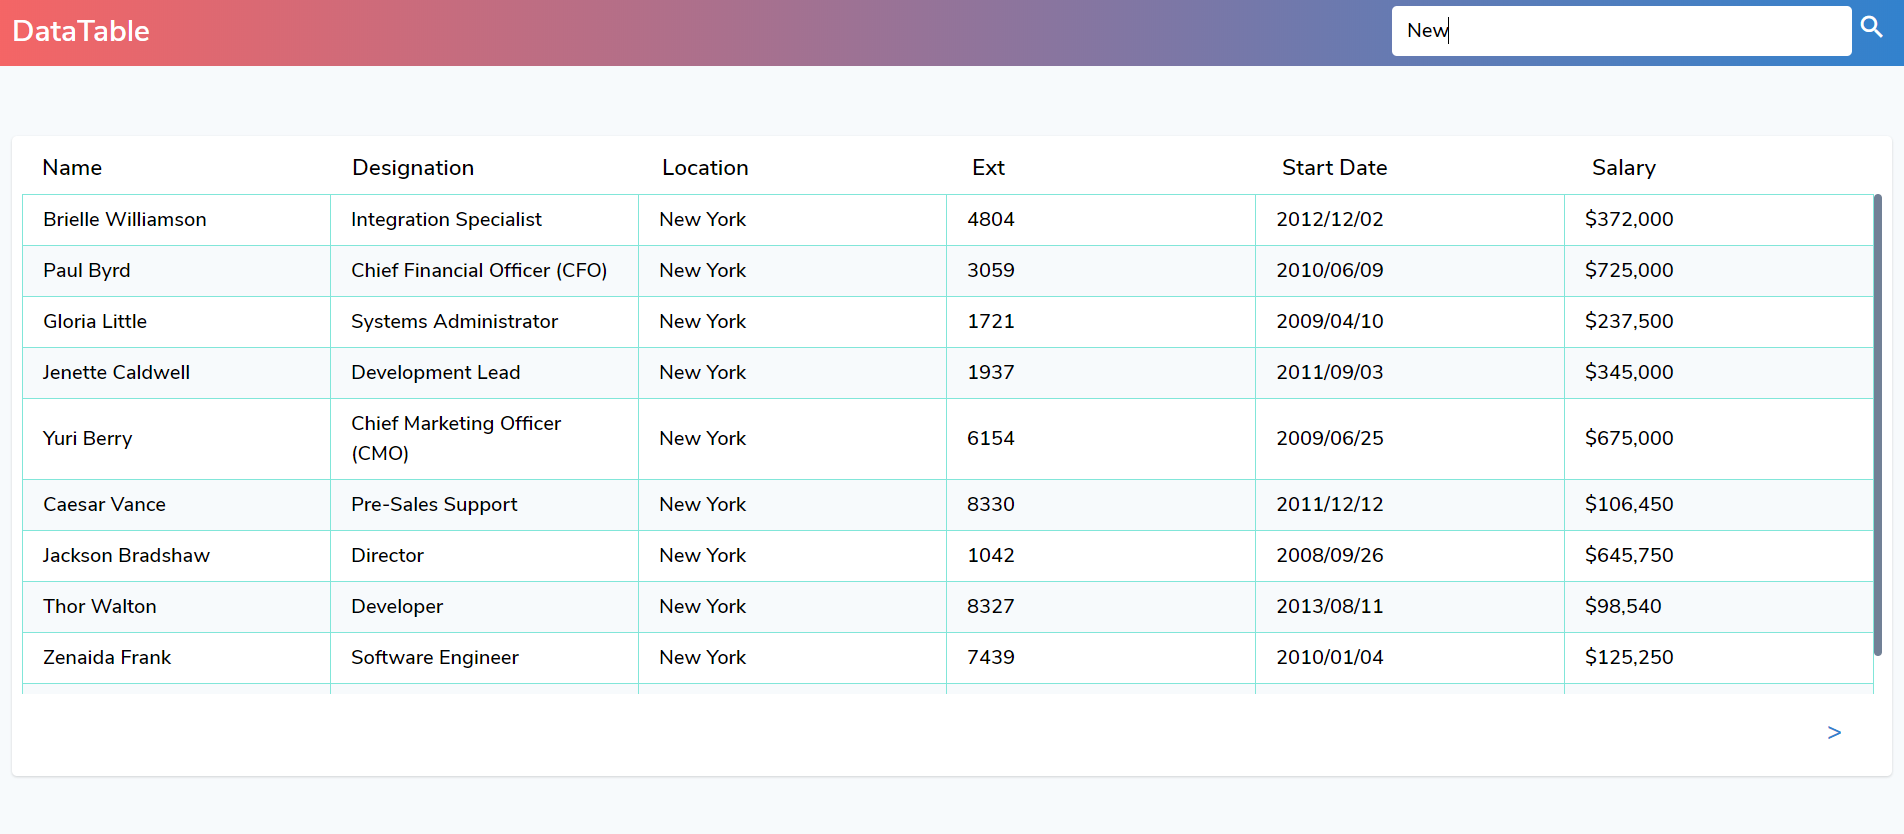 DataTable New
Name Designation Location Ext Start Date Salary
Brielle Williamson Integration Specialist New York 4804 2012/12/02 $372,000
Paul Byrd Chief Financial Officer (CFO) New York 3059 2010/06/09 $725,000
Gloria Little Systems Administrator New York 1721 2009/04/10 $237,500
Jenette Caldwell Development Lead New York 1937 2011/09/03 $345,000
Yuri Berry Chief Marketing Officer
(CMO) New York 6154 2009/06/25 $675,000
Caesar Vance Pre-Sales Support New York 8330 2011/12/12 $106,450
Jackson Bradshaw Director New York 1042 2008/09/26 $645,750
Thor Walton Developer New York 8327 2013/08/11 $98,540
Zenaida Frank Software Engineer New York 7439 2010/01/04 $125,250
>